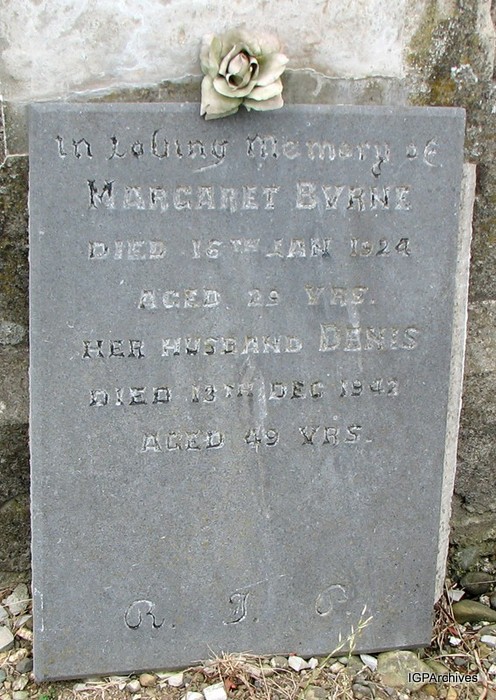 In Loving Memory of
MARGARET BYRNE
DIED 16TH JAN 1924
AGED 29 YRS.
HER HUSBAND DENIS
DIED 13TH DEC 1942
AGED 49 YRS.
R. I. P.
IGPArchives